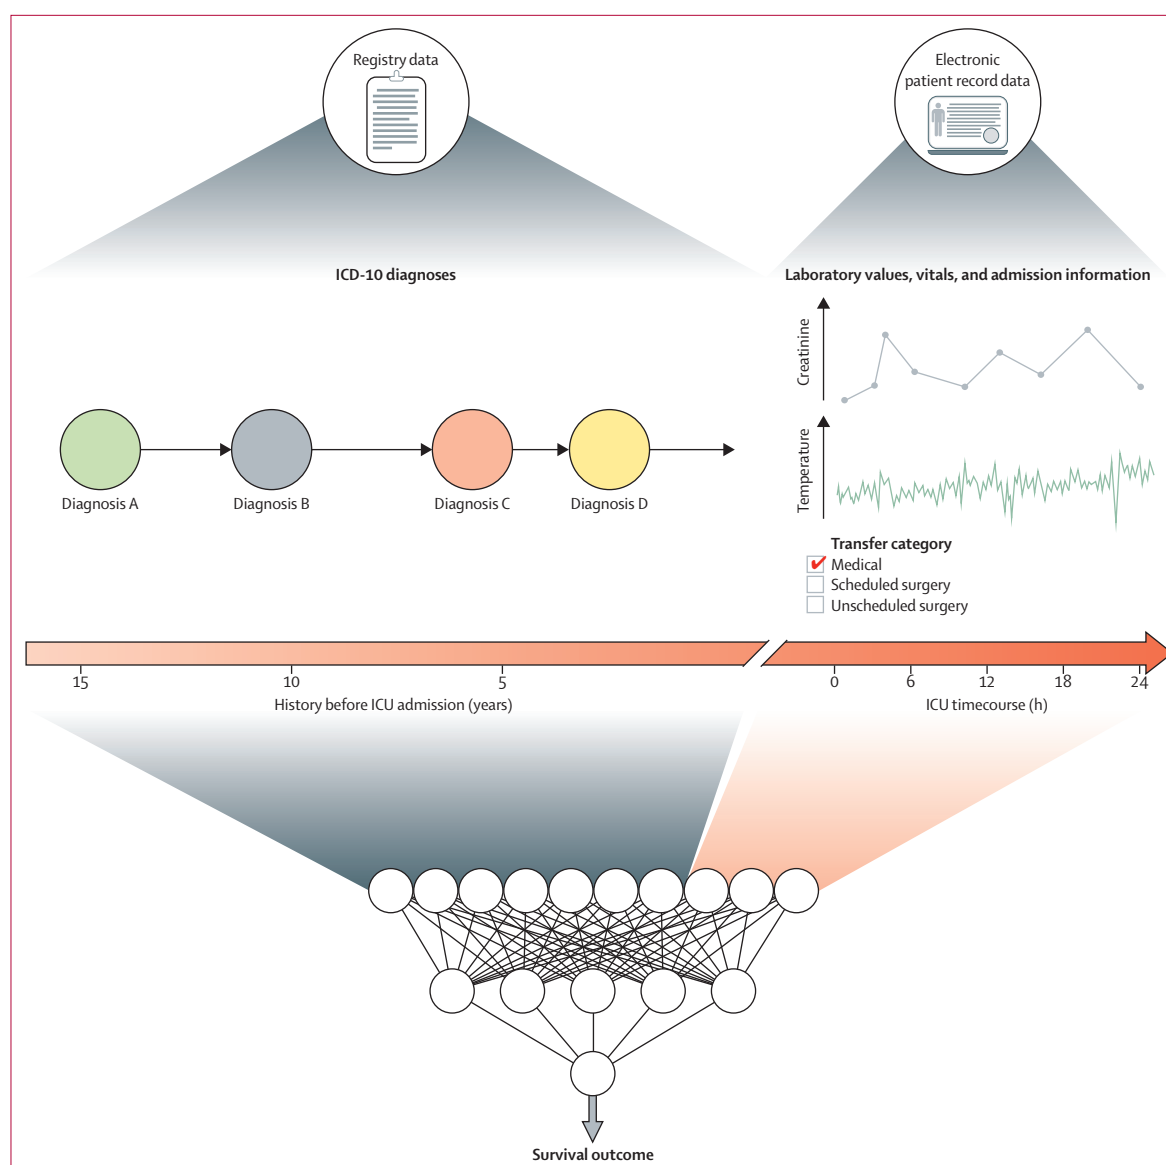 Registry data
Electronic
patient record data
ICD-10 diagnoses
Laboratory values, vitals, and admission information
Creatinine
Diagnosis A
Diagnosis B
Diagnosis C
Diagnosis D
Temperature
Transfer category
Medical
Scheduled surgery
Unscheduled surgery
15
10
5
0
6
12
18
24
History before ICU admission (years)
ICU timecourse (h)
Survival outcome